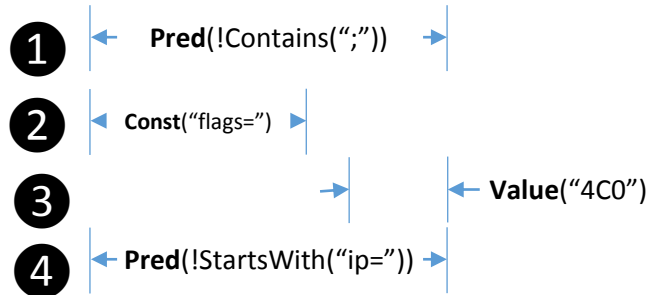 1 Pred(!Contains(“;”))
2 Const(“flags=”)
3 Value(“4C0”)
4 Pred(!StartsWith(“ip=”))